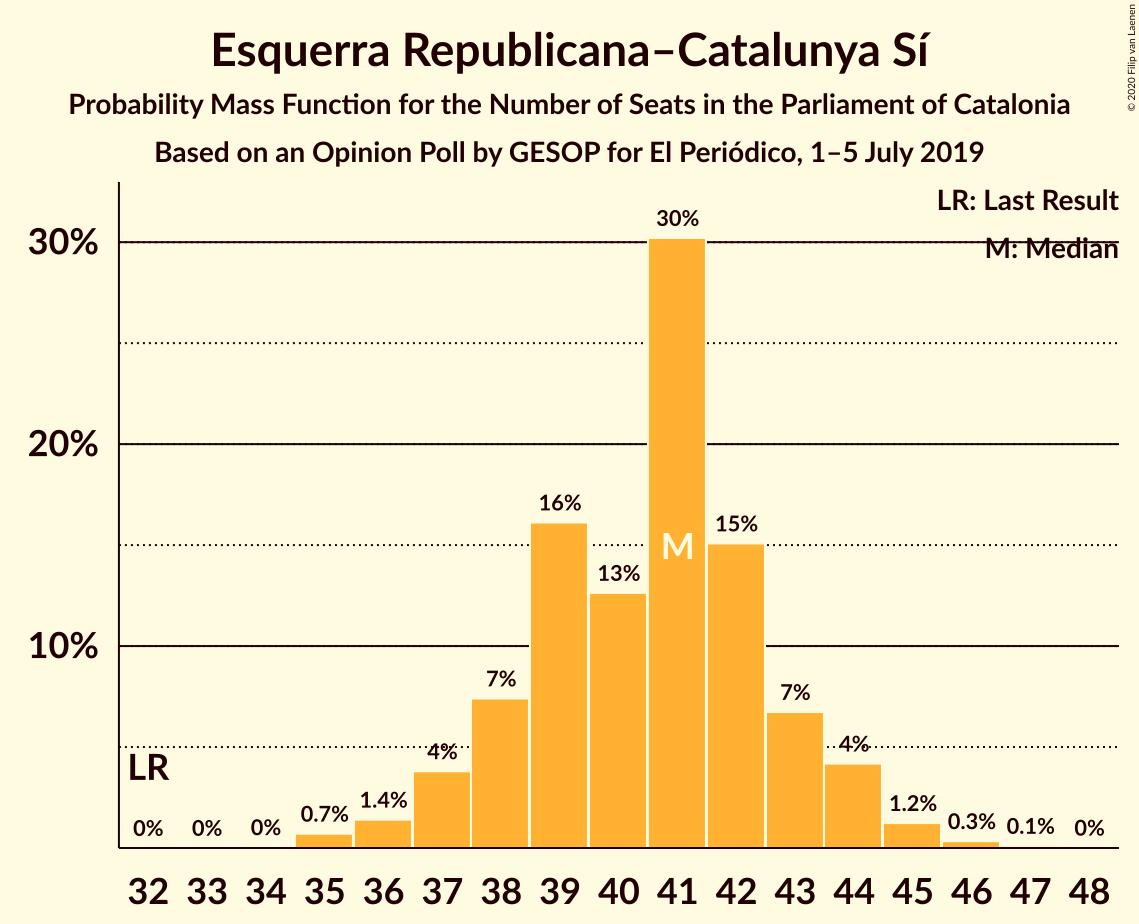 Esquerra Republicana–Catalunya Sí
Probability Mass Function for the Number of Seats in the Parliament of Catalonia
Based on an Opinion Poll by GESOP for El Periódico, 1–5 July 2019
© 2020 Filip van Laenen
LR: Last Result
M: Median
30%
20%
10%
30%
16%
15%
13%
M
7%
7%
4%
4%
LR
0%
0%
0%
0.7%
1.4%
1.2%
0.3%
0.1%
0%
32 33 34 35 36 37 38 39 40 41 42 43 44 45 46 47 48